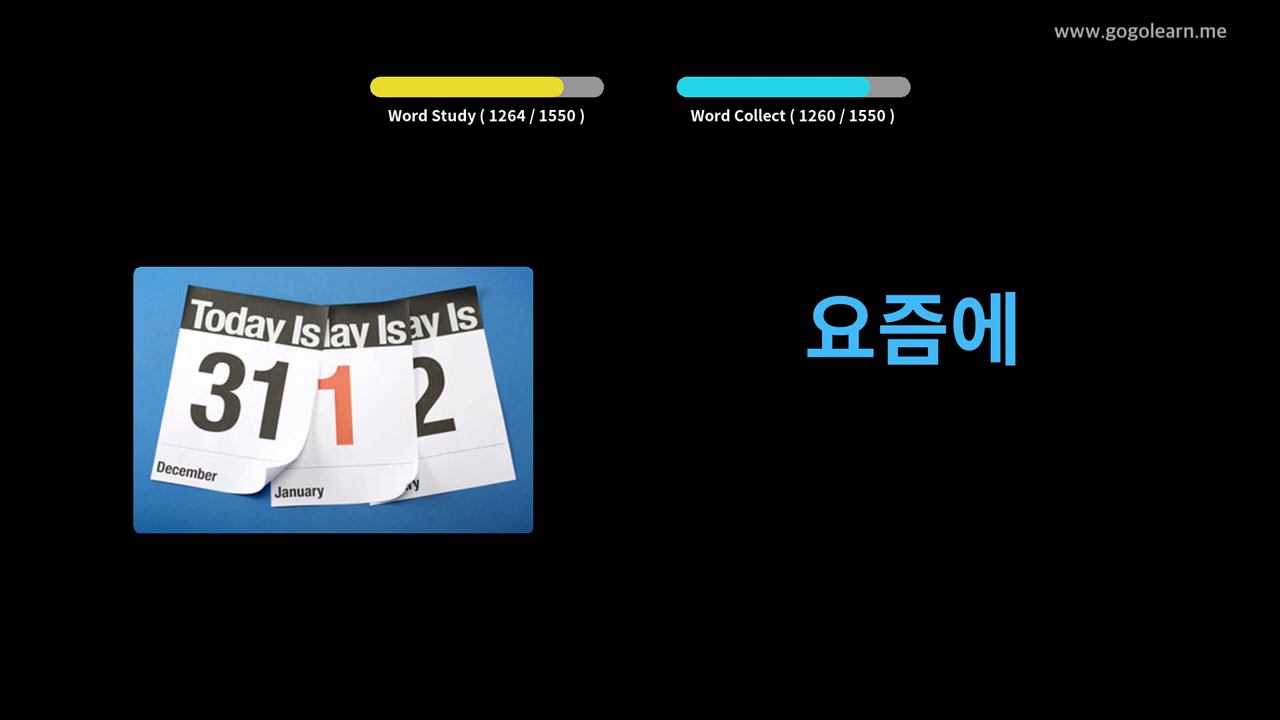 www.gogolearn.me
Word Study ( 1264 / 1550 )
Word Collect ( 1260 / 1550 )
Today Is
ay Is
ay Is
31
1
2
December
January
요즘에